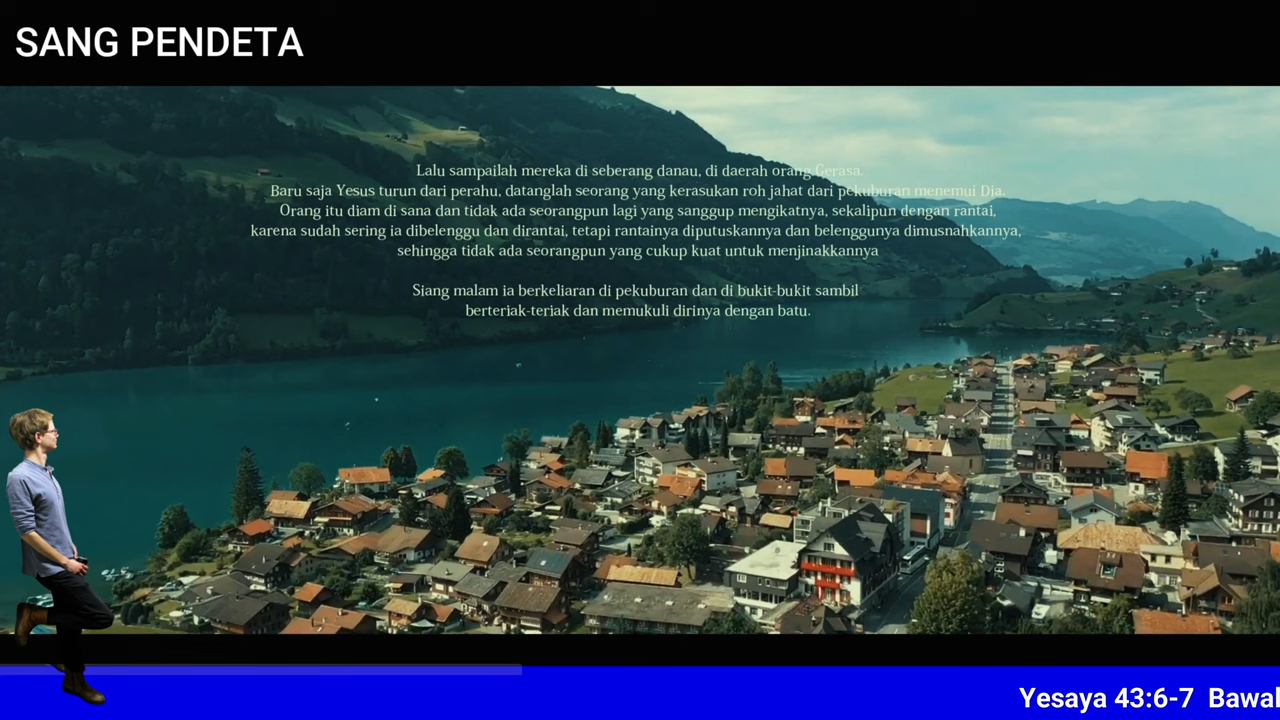 SANG PENDETA
Lalu sampailah mereka di seberang danau, di daerah orang Gerasa.
Baru saja Yesus turun dari perahu, datanglah seorang yang kerasukan roh jahat dari pekuburan menemui Dia.
Orang itu diam di sana dan tidak ada seorangpun lagi yang sanggup mengikatnya, sekalipun dengan rantai,
karena sudah sering ia dibelenggu dan dirantai, tetapi rantainya diputuskannya dan belenggunya dimusnahkannya,
sehingga tidak ada seorangpun yang cukup kuat untuk menjinakkannya
Siang malam ia berkeliaran di pekuburan dan di bukit-bukit sambil
berteriak-teriak dan memukuli dirinya dengan batu.
Yesaya 43:6-7 Bawal